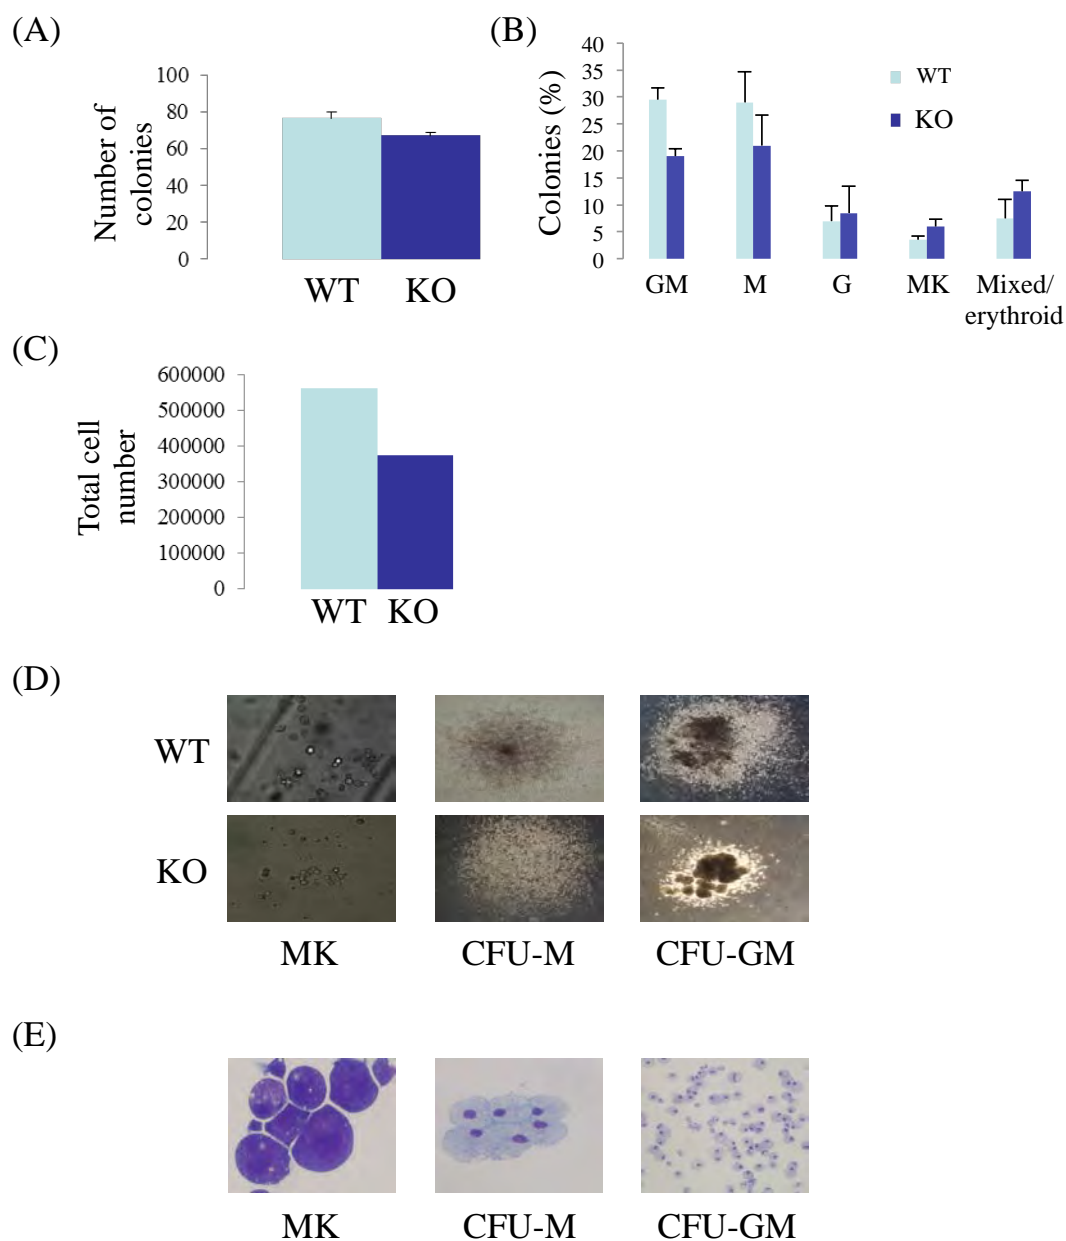 (A)
Number of
colonies
100
80
60
40
20
0
WT KO
(B)
Colonies (%)
40
35
30
25
20
15
10
5
0
WT
KO
GM M G MK Mixed/
erythroid
(C)
Total cell
number
600000
500000
400000
300000
200000
100000
0
WT KO
(D)
WT
KO
MK CFU-M CFU-GM
(E)
MK CFU-M CFU-GM